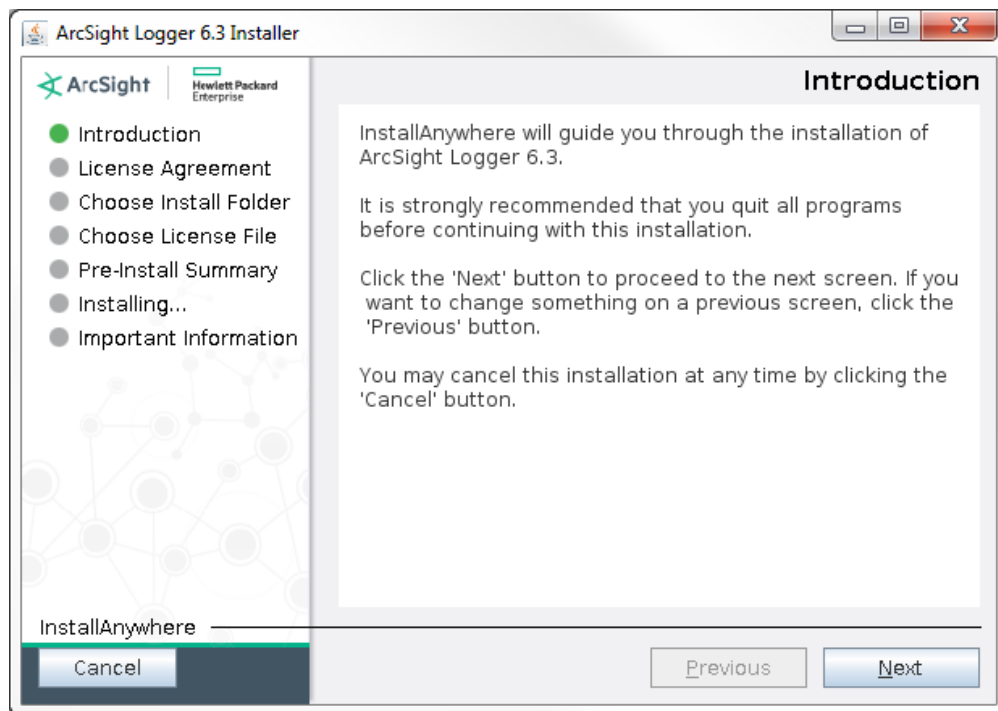 ArcSight Logger 6.3 Installer
ArcSight
Hewlett Packard
Enterprise
Introduction
License Agreement
Choose Install Folder
Choose License File
Pre-Install Summary
Installing...
Important Information
Introduction
InstallAnywhere will guide you through the installation of
ArcSight Logger 6.3.
It is strongly recommended that you quit all programs
before continuing with this installation.
Click the 'Next' button to proceed to the next screen. If you
want to change something on a previous screen, click the
'Previous' button.
You may cancel this installation at any time by clicking the
'Cancel' button.
InstallAnywhere
Cancel
Previous
Next